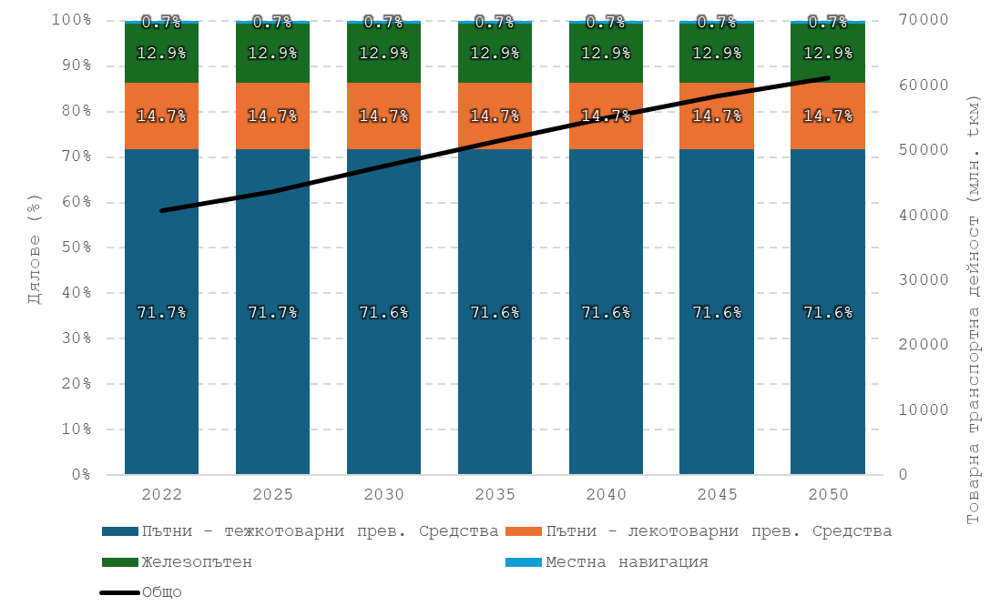 100%
90%
80%
70%
60%
50%
40%
30%
20%
10%
0%
Дялове (%)
0.7% 0.7% 0.7% 0.7% 0.7% 0.7% 0.7%
12.9% 12.9% 12.9% 12.9% 12.9% 12.9% 12.9%
14.7% 14.7% 14.7% 14.7% 14.7% 14.7% 14.7%
71.7% 71.7% 71.6% 71.6% 71.6% 71.6% 71.6%
70000
60000
50000
40000
30000
20000
10000
0
Товарна транспортна дейност (млн. tкм)
2022 2025 2030 2035 2040 2045 2050
Пътни - тежкотоварни прев. Средства Пътни - лекотоварни прев. Средства
Железопътен Местна навигация
Общо